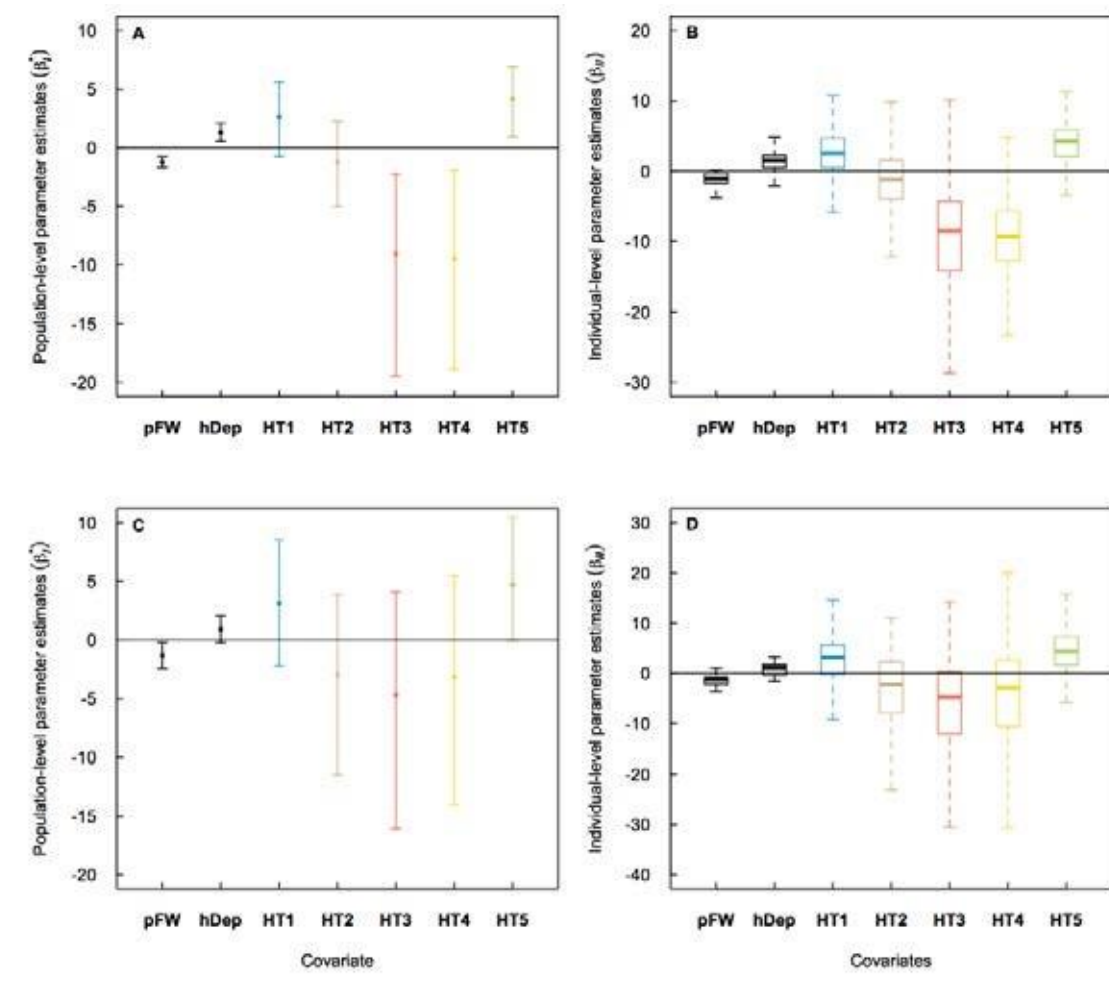 A
Population-level parameter estimates (β*j)
10
5
0
-5
-10
-15
-20
pFW hDep HT1 HT2 HT3 HT4 HT5
B
Individual-level parameter estimates (βij)
20
10
0
-10
-20
-30
pFW hDep HT1 HT2 HT3 HT4 HT5
C
Population-level parameter estimates (β*j)
10
5
0
-5
-10
-15
-20
pFW hDep HT1 HT2 HT3 HT4 HT5
Covariate
D
Individual-level parameter estimates
30
20
10
0
-10
-20
-30
-40
pFW hDep HT1 HT2 HT3 HT4 HT5
Covariates